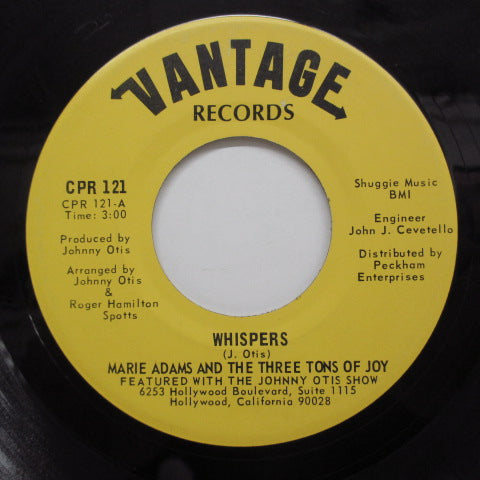 VANTAGE
RECORDS
CPR 121
CPR 121-A
Time: 3:00
Produced by
Johnny Otis
Arranged by
Johnny Otis
&
Roger Hamilton
Spotts
Shuggie Music
BMI
Engineer
John J. Cevetello
Distributed by
Peckham
Enterprises
WHISPERS
(J. Otis)
MARIE ADAMS AND THE THREE TONS OF JOY
FEATURED WITH THE JOHNNY OTIS SHOW
6253 Hollywood Boulevard, Suite 1115
Hollywood, California 90028